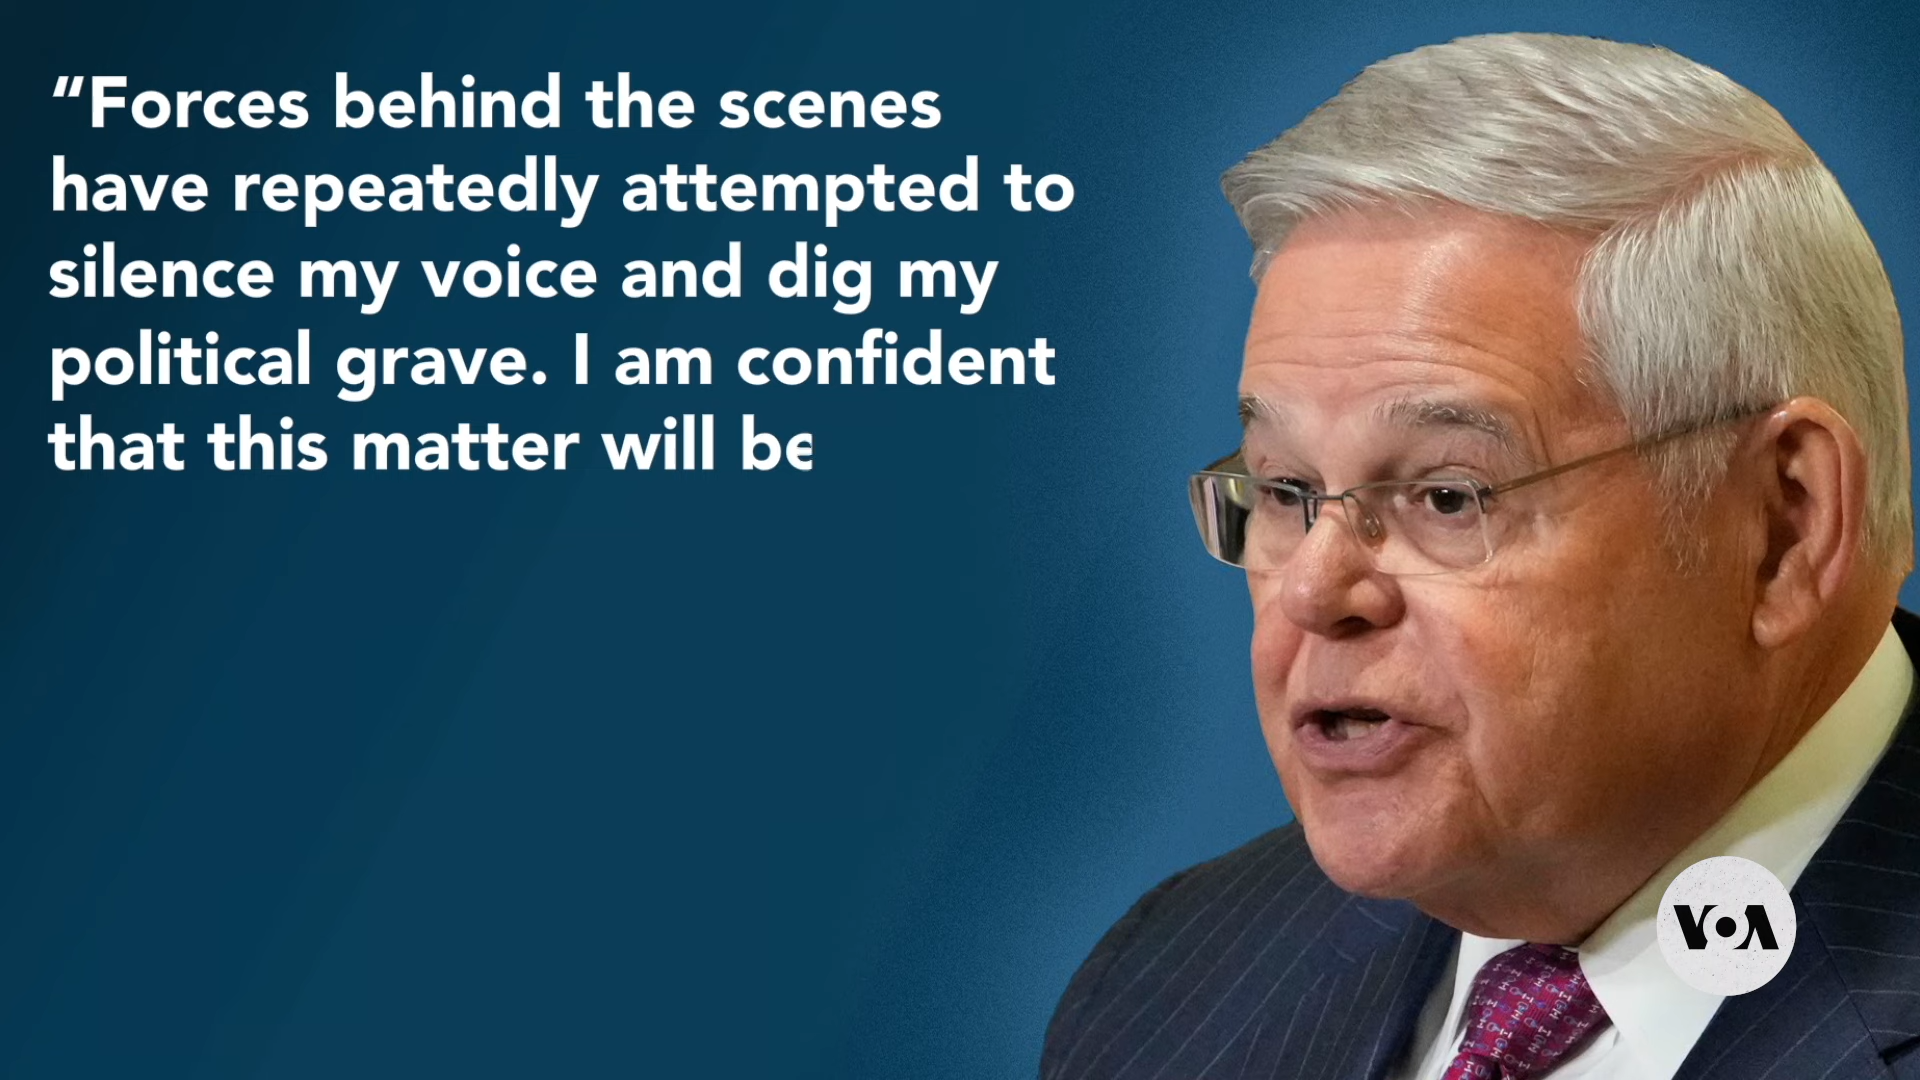 “Forces behind the scenes
have repeatedly attempted to
silence my voice and dig my
political grave. I am confident
that this matter will be
VOA